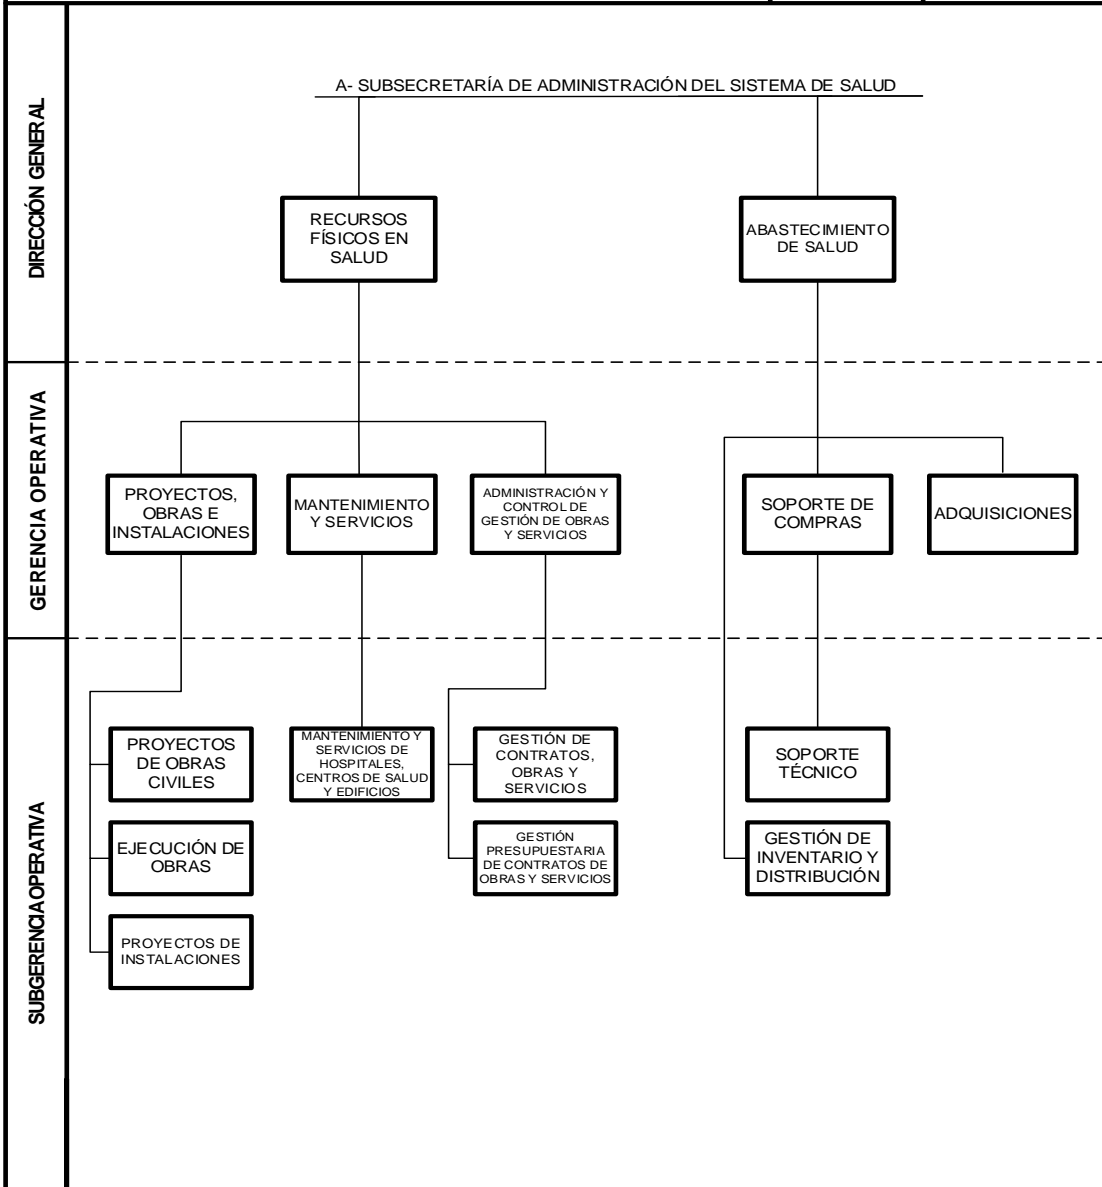 A- SUBSECRETARÍA DE ADMINISTRACIÓN DEL SISTEMA DE SALUD
DIRECCIÓN GENERAL
RECURSOS
FÍSICOS EN
SALUD
ABASTECIMIENTO
DE SALUD
GERENCIA OPERATIVA
PROYECTOS,
OBRAS E
INSTALACIONES
MANTENIMIENTO
Y SERVICIOS
ADMINISTRACIÓN Y
CONTROL DE
GESTIÓN DE OBRAS
Y SERVICIOS
SOPORTE DE
COMPRAS
ADQUISICIONES
SUBGERENCIA OPERATIVA
PROYECTOS
DE OBRAS
CIVILES
MANTENIMIENTO Y
SERVICIOS DE
HOSPITALES,
CENTROS DE SALUD
Y EDIFICIOS
GESTIÓN DE
CONTRATOS,
OBRAS Y
SERVICIOS
SOPORTE
TÉCNICO
EJECUCIÓN DE
OBRAS
GESTIÓN
PRESUPUESTARIA
DE CONTRATOS DE
OBRAS Y SERVICIOS
GESTIÓN DE
INVENTARIO Y
DISTRIBUCIÓN
PROYECTOS DE
INSTALACIONES